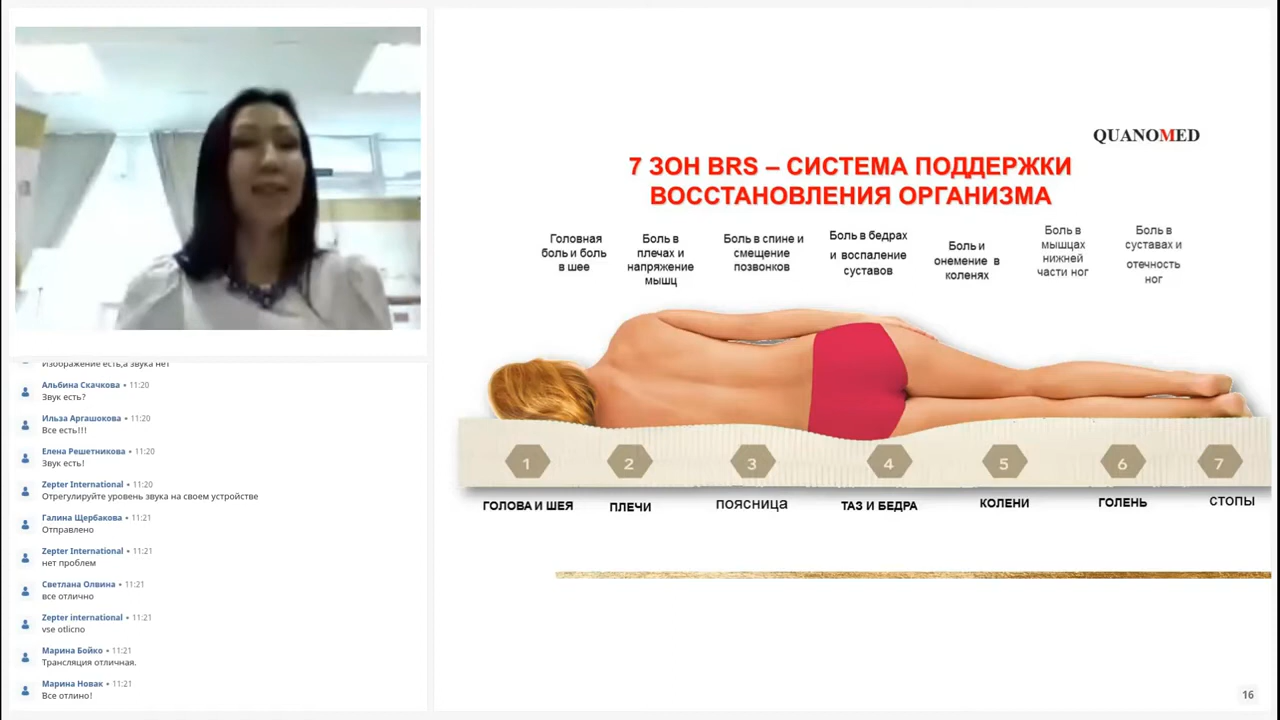 Изображение есть,а звука нет
Альбина Скачкова • 11:20
Звук есть?
Ильза Аргашокова • 11:20
Все есть!!!
Елена Решетникова • 11:20
Звук есть!
Zepter International • 11:20
Отрегулируйте уровень звука на своем устройстве
Галина Щербакова • 11:21
Отправлено
Zepter International • 11:21
нет проблем
Светлана Олвина • 11:21
все отлично
Zepter international • 11:21
vse otlicno
Марина Бойко • 11:21
Трансляция отличная.
Марина Новак • 11:21
Все отлино!
QUANOMED
7 ЗОН BRS – СИСТЕМА ПОДДЕРЖКИ
ВОССТАНОВЛЕНИЯ ОРГАНИЗМА
Головная
боль и боль
в шее
Боль в
плечах и
напряжение
мышц
Боль в спине и
смещение
позвонков
Боль в бедрах
и воспаление
суставов
Боль и
онемение в
коленях
Боль в
мышцах
нижней
части ног
Боль в
суставах и
отечность
ног
1 2 3 4 5 6 7
ГОЛОВА И ШЕЯ ПЛЕЧИ поясница ТАЗ И БЕДРА КОЛЕНИ ГОЛЕНЬ СТОПЫ
16